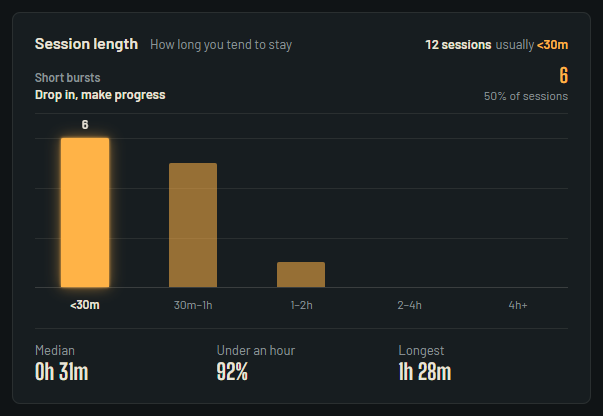 Session length How long you tend to stay 12 sessions usually <30m
Short bursts 6
Drop in, make progress 50% of sessions
6
<30m 30m–1h 1–2h 2–4h 4h+
Median Under an hour Longest
0h 31m 92% 1h 28m